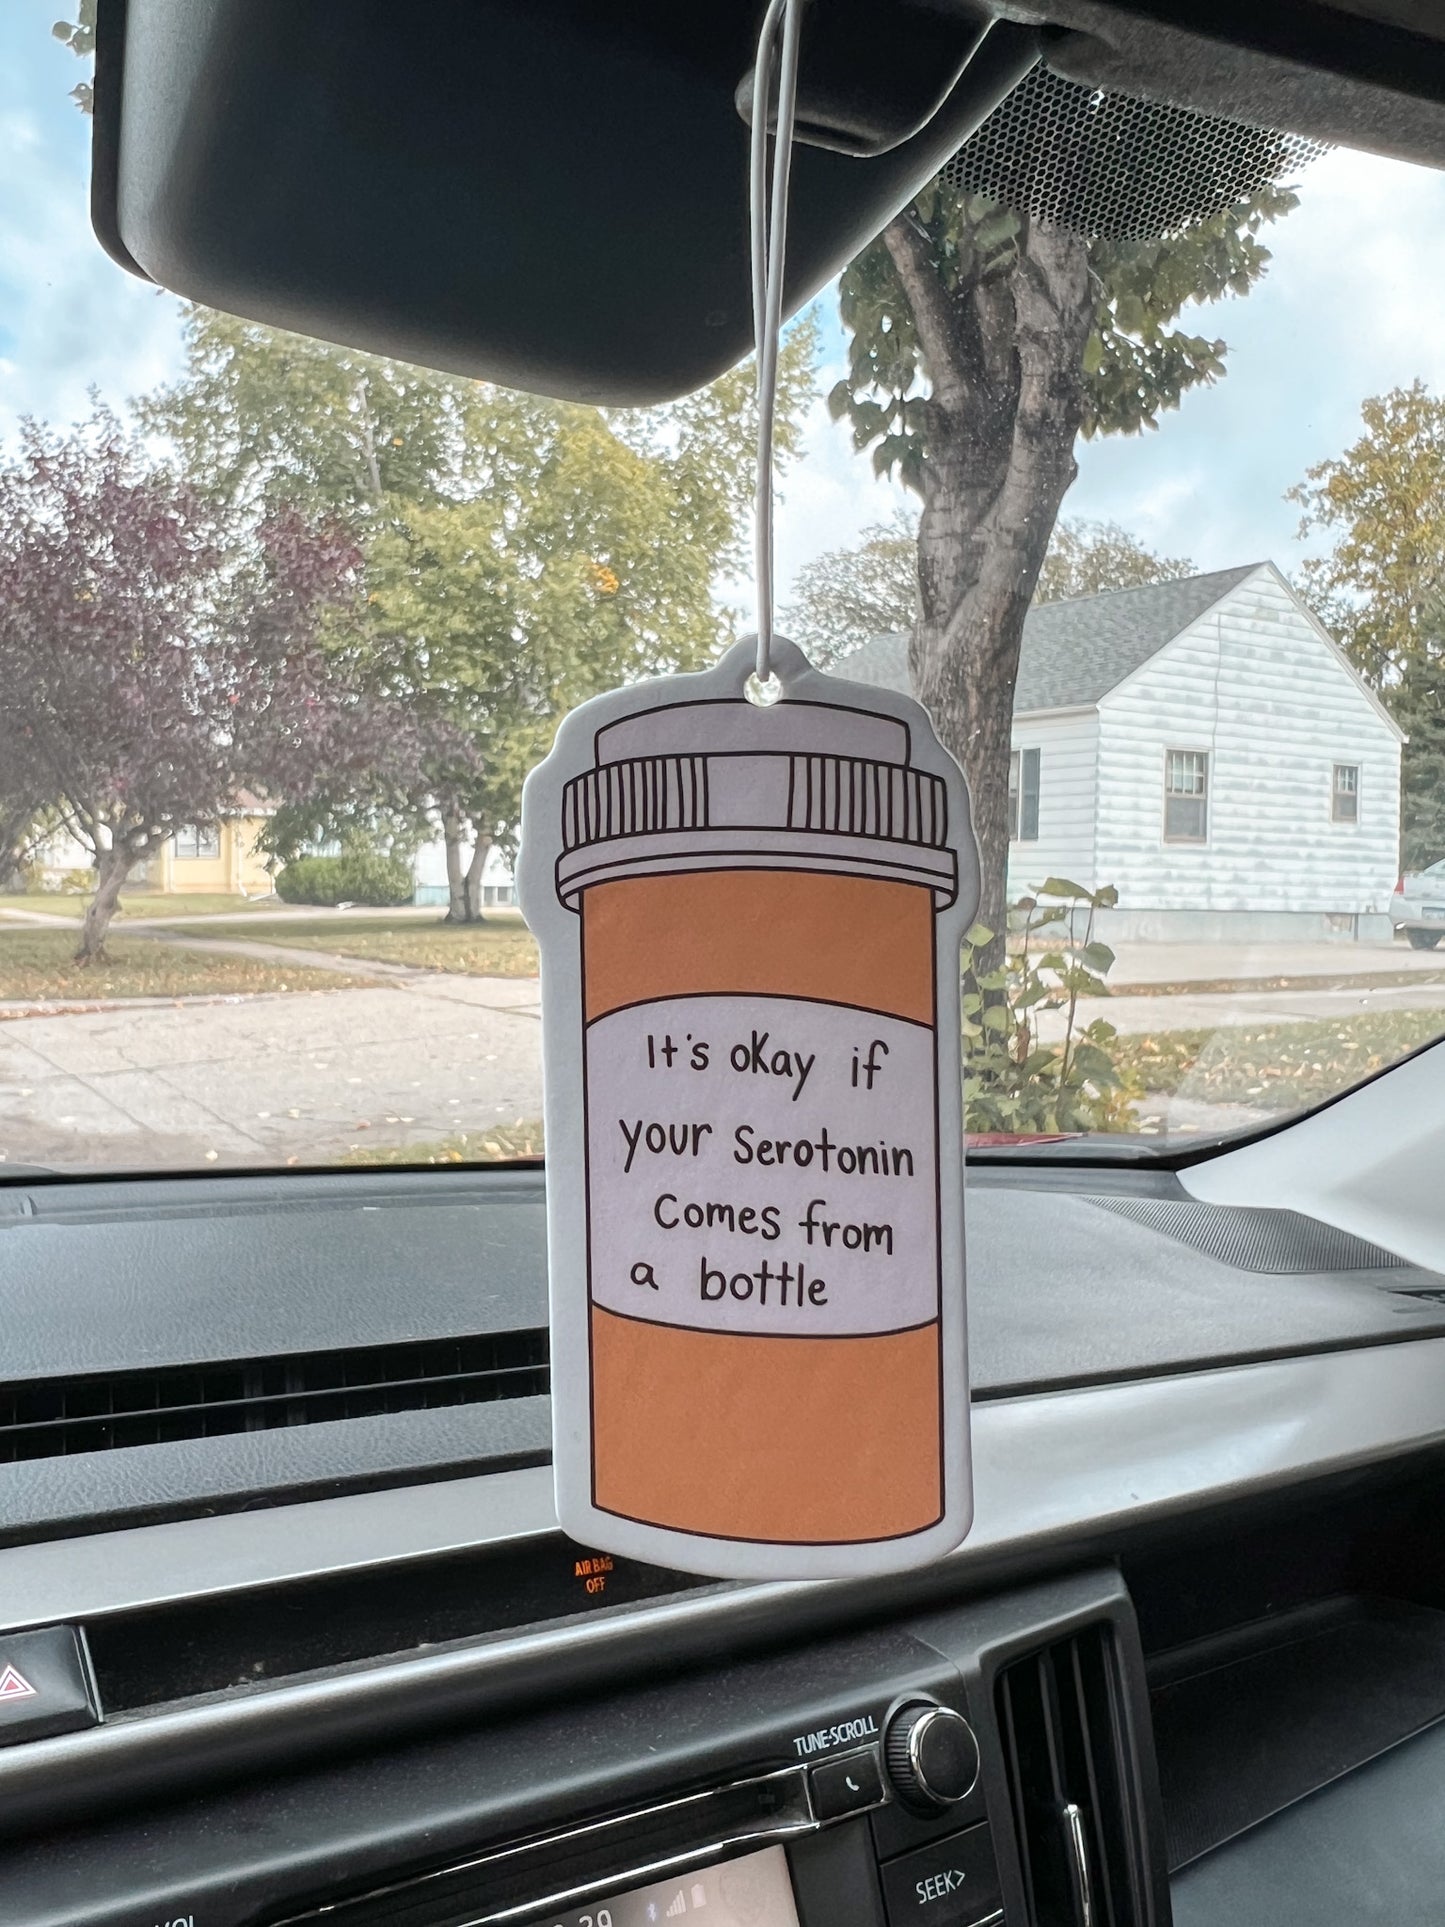 It's okay if
your serotonin
comes from
a bottle
AIR BAG
OFF
TUNE·SCROLL
SEEK>